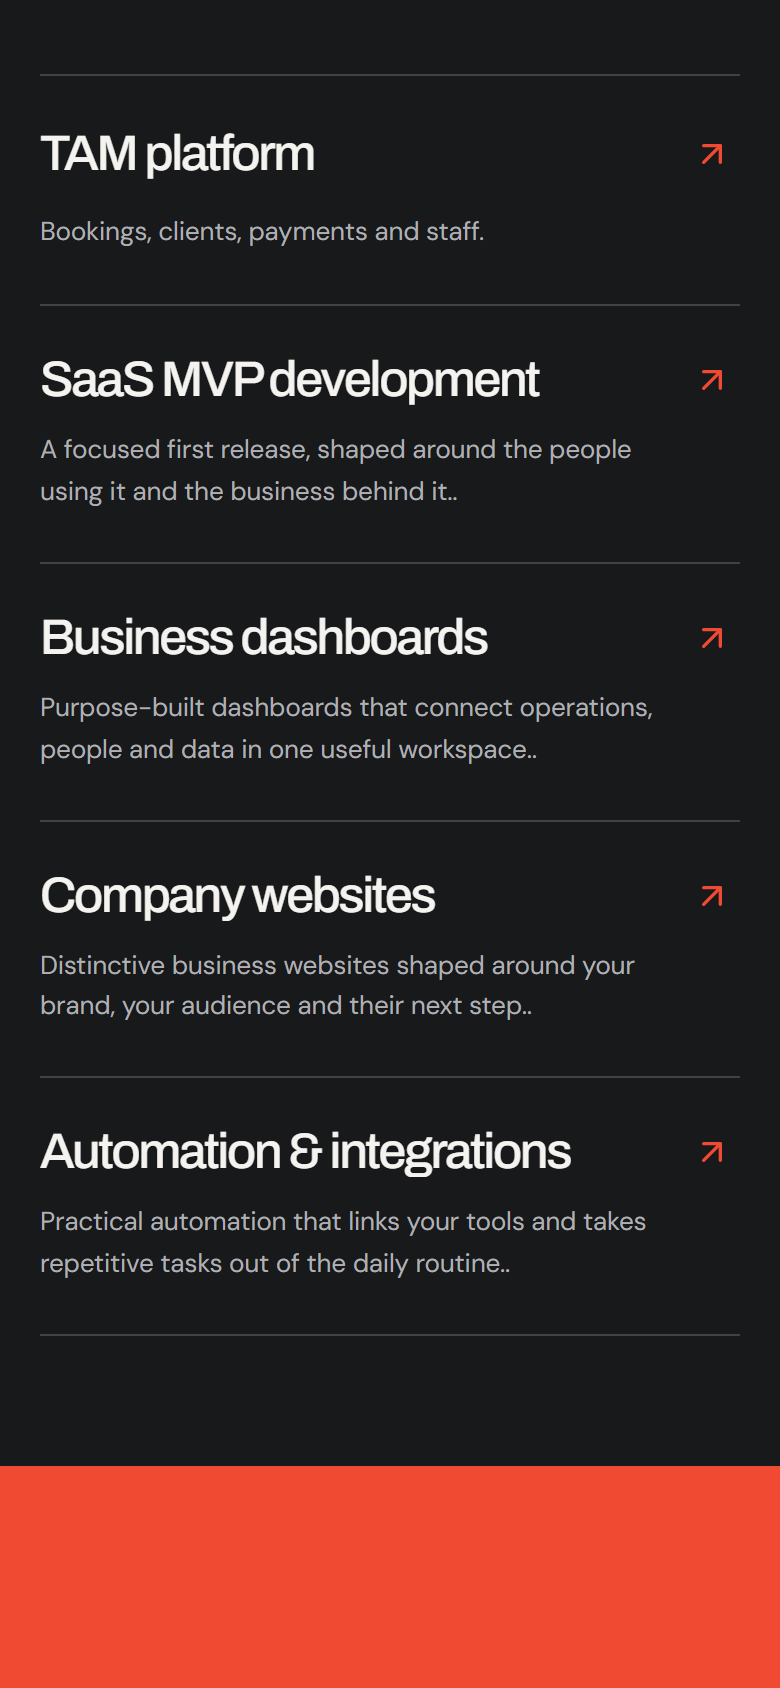 TAM platform
Bookings, clients, payments and staff.
SaaS MVP development
A focused first release, shaped around the people
using it and the business behind it..
Business dashboards
Purpose-built dashboards that connect operations,
people and data in one useful workspace..
Company websites
Distinctive business websites shaped around your
brand, your audience and their next step..
Automation & integrations
Practical automation that links your tools and takes
repetitive tasks out of the daily routine..